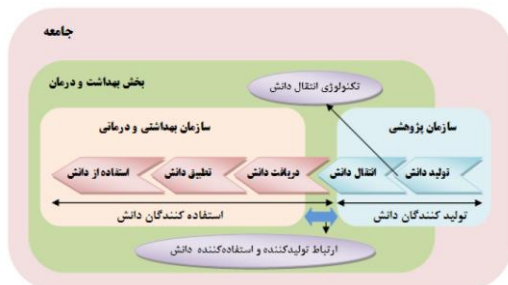 جامعه
بخش بهداشت و درمان
تکنولوژی انتقال دانش
سازمان پژوهشی
سازمان بهداشتی و درمانی
تولید دانش
انتقال دانش
دریافت دانش
تطبیق دانش
استفاده از دانش
تولید کنندگان دانش
استفاده کنندگان دانش
ارتباط تولیدکننده و استفاده‌کننده دانش